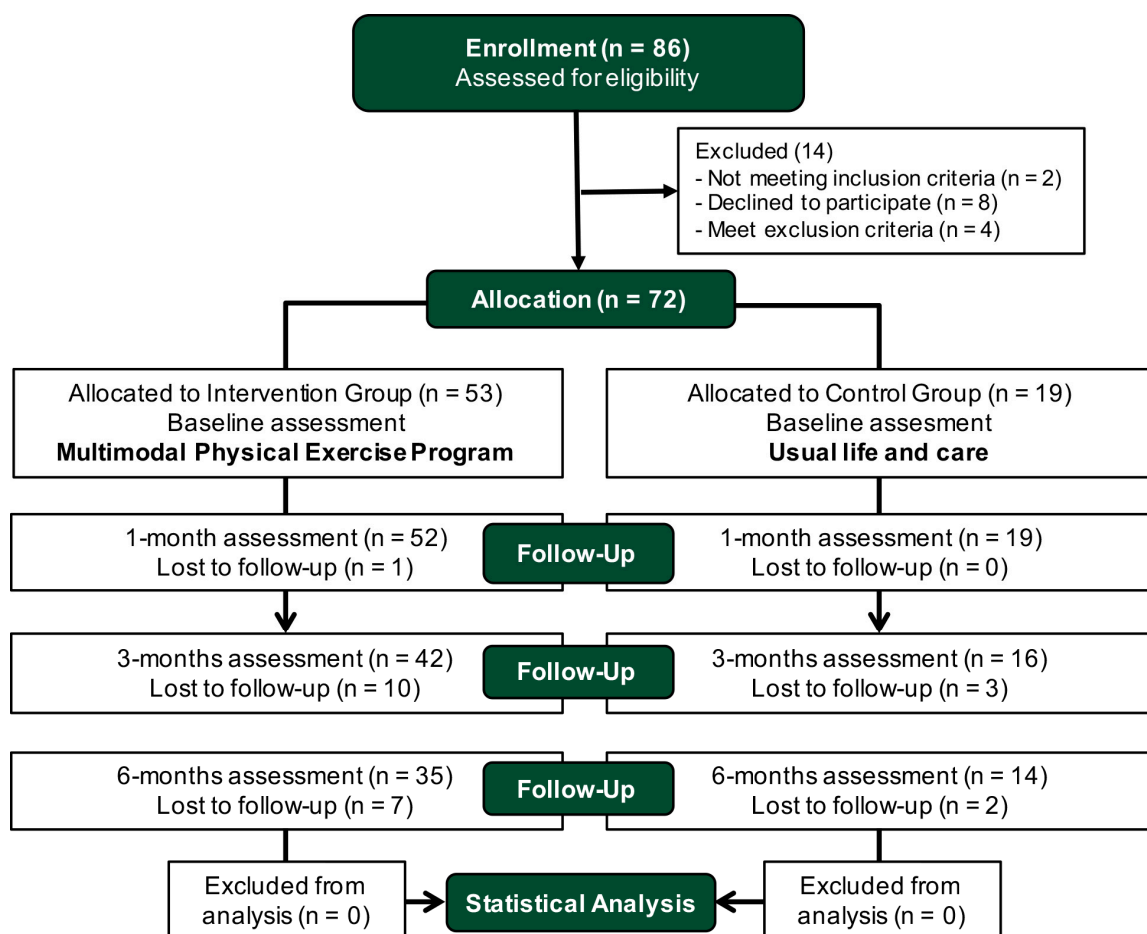 Enrollment (n = 86)
Assessed for eligibility
Excluded (14)
- Not meeting inclusion criteria (n = 2)
- Declined to participate (n = 8)
- Meet exclusion criteria (n = 4)
Allocation (n = 72)
Allocated to Intervention Group (n = 53)
Baseline assessment
Multimodal Physical Exercise Program
Allocated to Control Group (n = 19)
Baseline assesment
Usual life and care
1-month assessment (n = 52)
Lost to follow-up (n = 1)
Follow-Up
1-month assessment (n = 19)
Lost to follow-up (n = 0)
3-months assessment (n = 42)
Lost to follow-up (n = 10)
Follow-Up
3-months assessment (n = 16)
Lost to follow-up (n = 3)
6-months assessment (n = 35)
Lost to follow-up (n = 7)
Follow-Up
6-months assessment (n = 14)
Lost to follow-up (n = 2)
Excluded from
analysis (n = 0)
Statistical Analysis
Excluded from
analysis (n = 0)